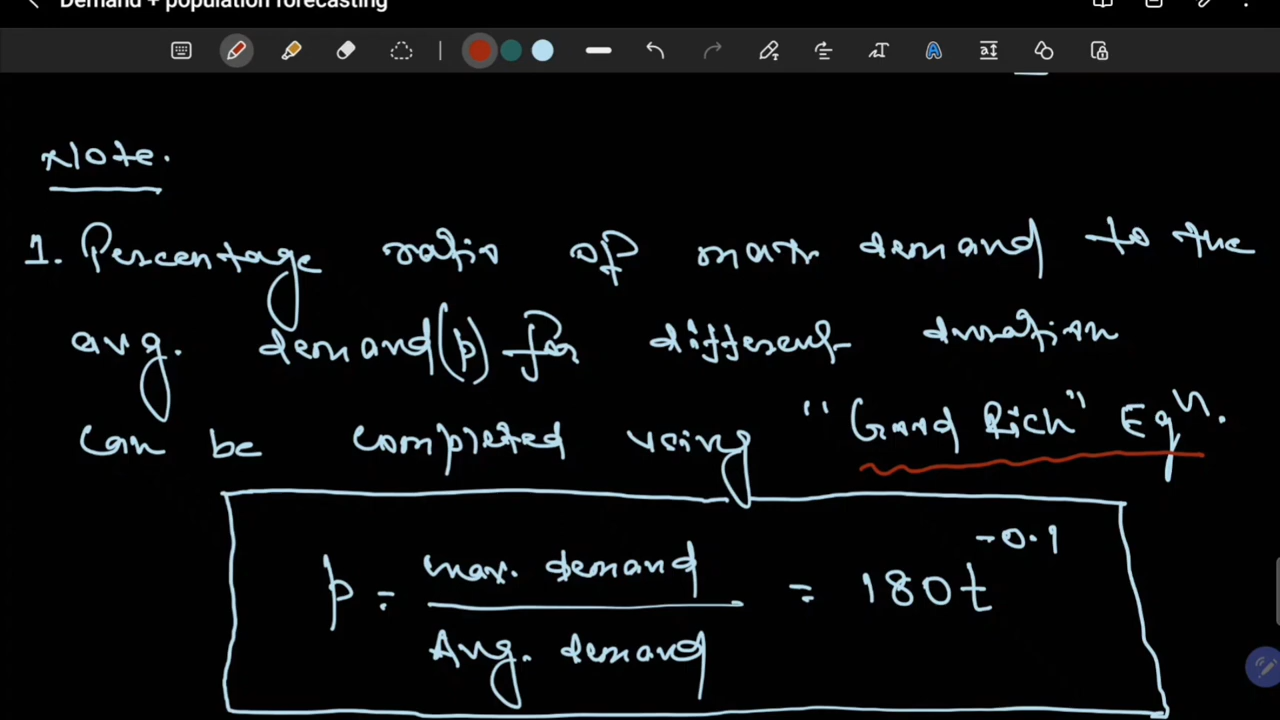 Demand + population forecasting
Note.
1. Percentage ratio of max demand to the
avg. demand(p) for different duration
can be completed using "Good Rich" Eqⁿ.
p = max. demand / Avg. demand = 180t^-0.1